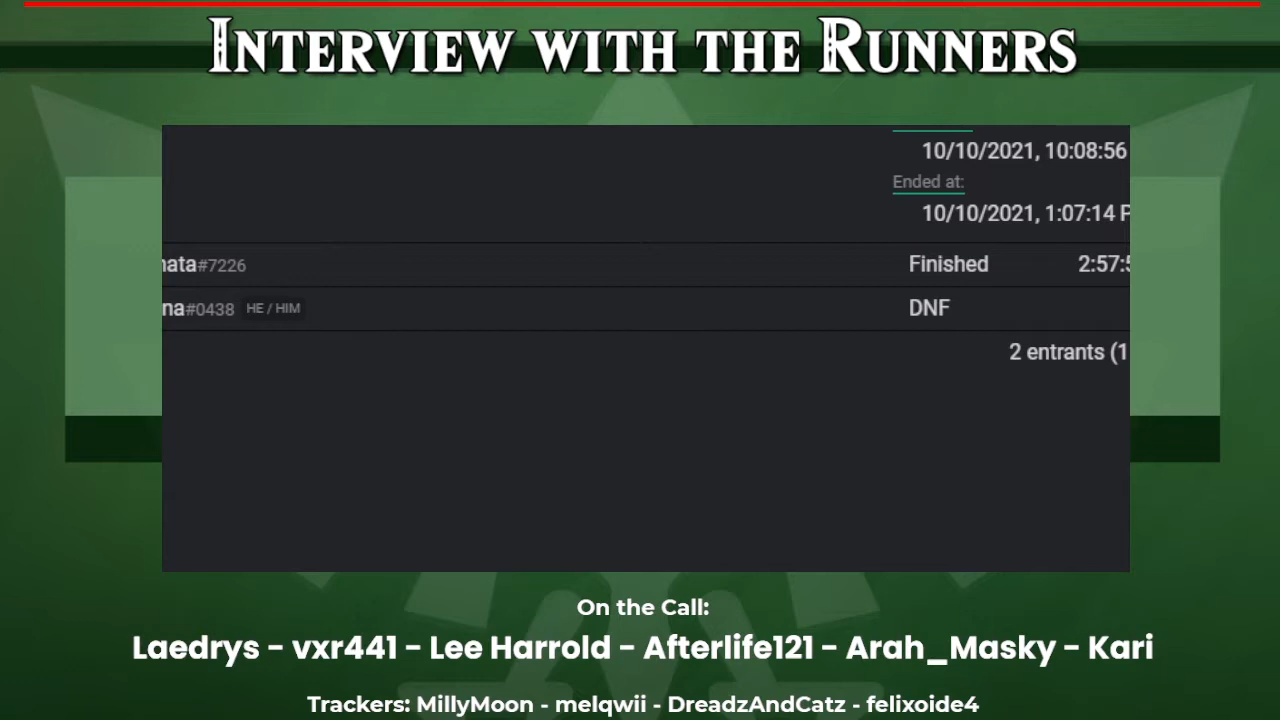 INTERVIEW WITH THE RUNNERS
10/10/2021, 10:08:56
Ended at:
10/10/2021, 1:07:14
nata#7226 Finished 2:57:5
na#0438 HE / HIM DNF
2 entrants (1
On the Call:
Laedrys - vxr441 - Lee Harrold - Afterlife121 - Arah_Masky - Kari
Trackers: MillyMoon - melqwii - DreadzAndCatz - felixoide4